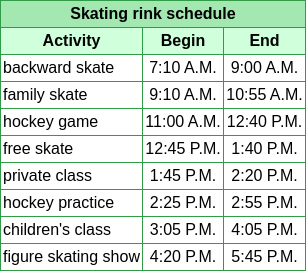 Skating rink schedule
Activity Begin End
backward skate 7:10 A.M. 9:00 A.M.
family skate 9:10 A.M. 10:55 A.M.
hockey game 11:00 A.M. 12:40 P.M.
free skate 12:45 P.M. 1:40 P.M.
private class 1:45 P.M. 2:20 P.M.
hockey practice 2:25 P.M. 2:55 P.M.
children's class 3:05 P.M. 4:05 P.M.
figure skating show 4:20 P.M. 5:45 P.M.